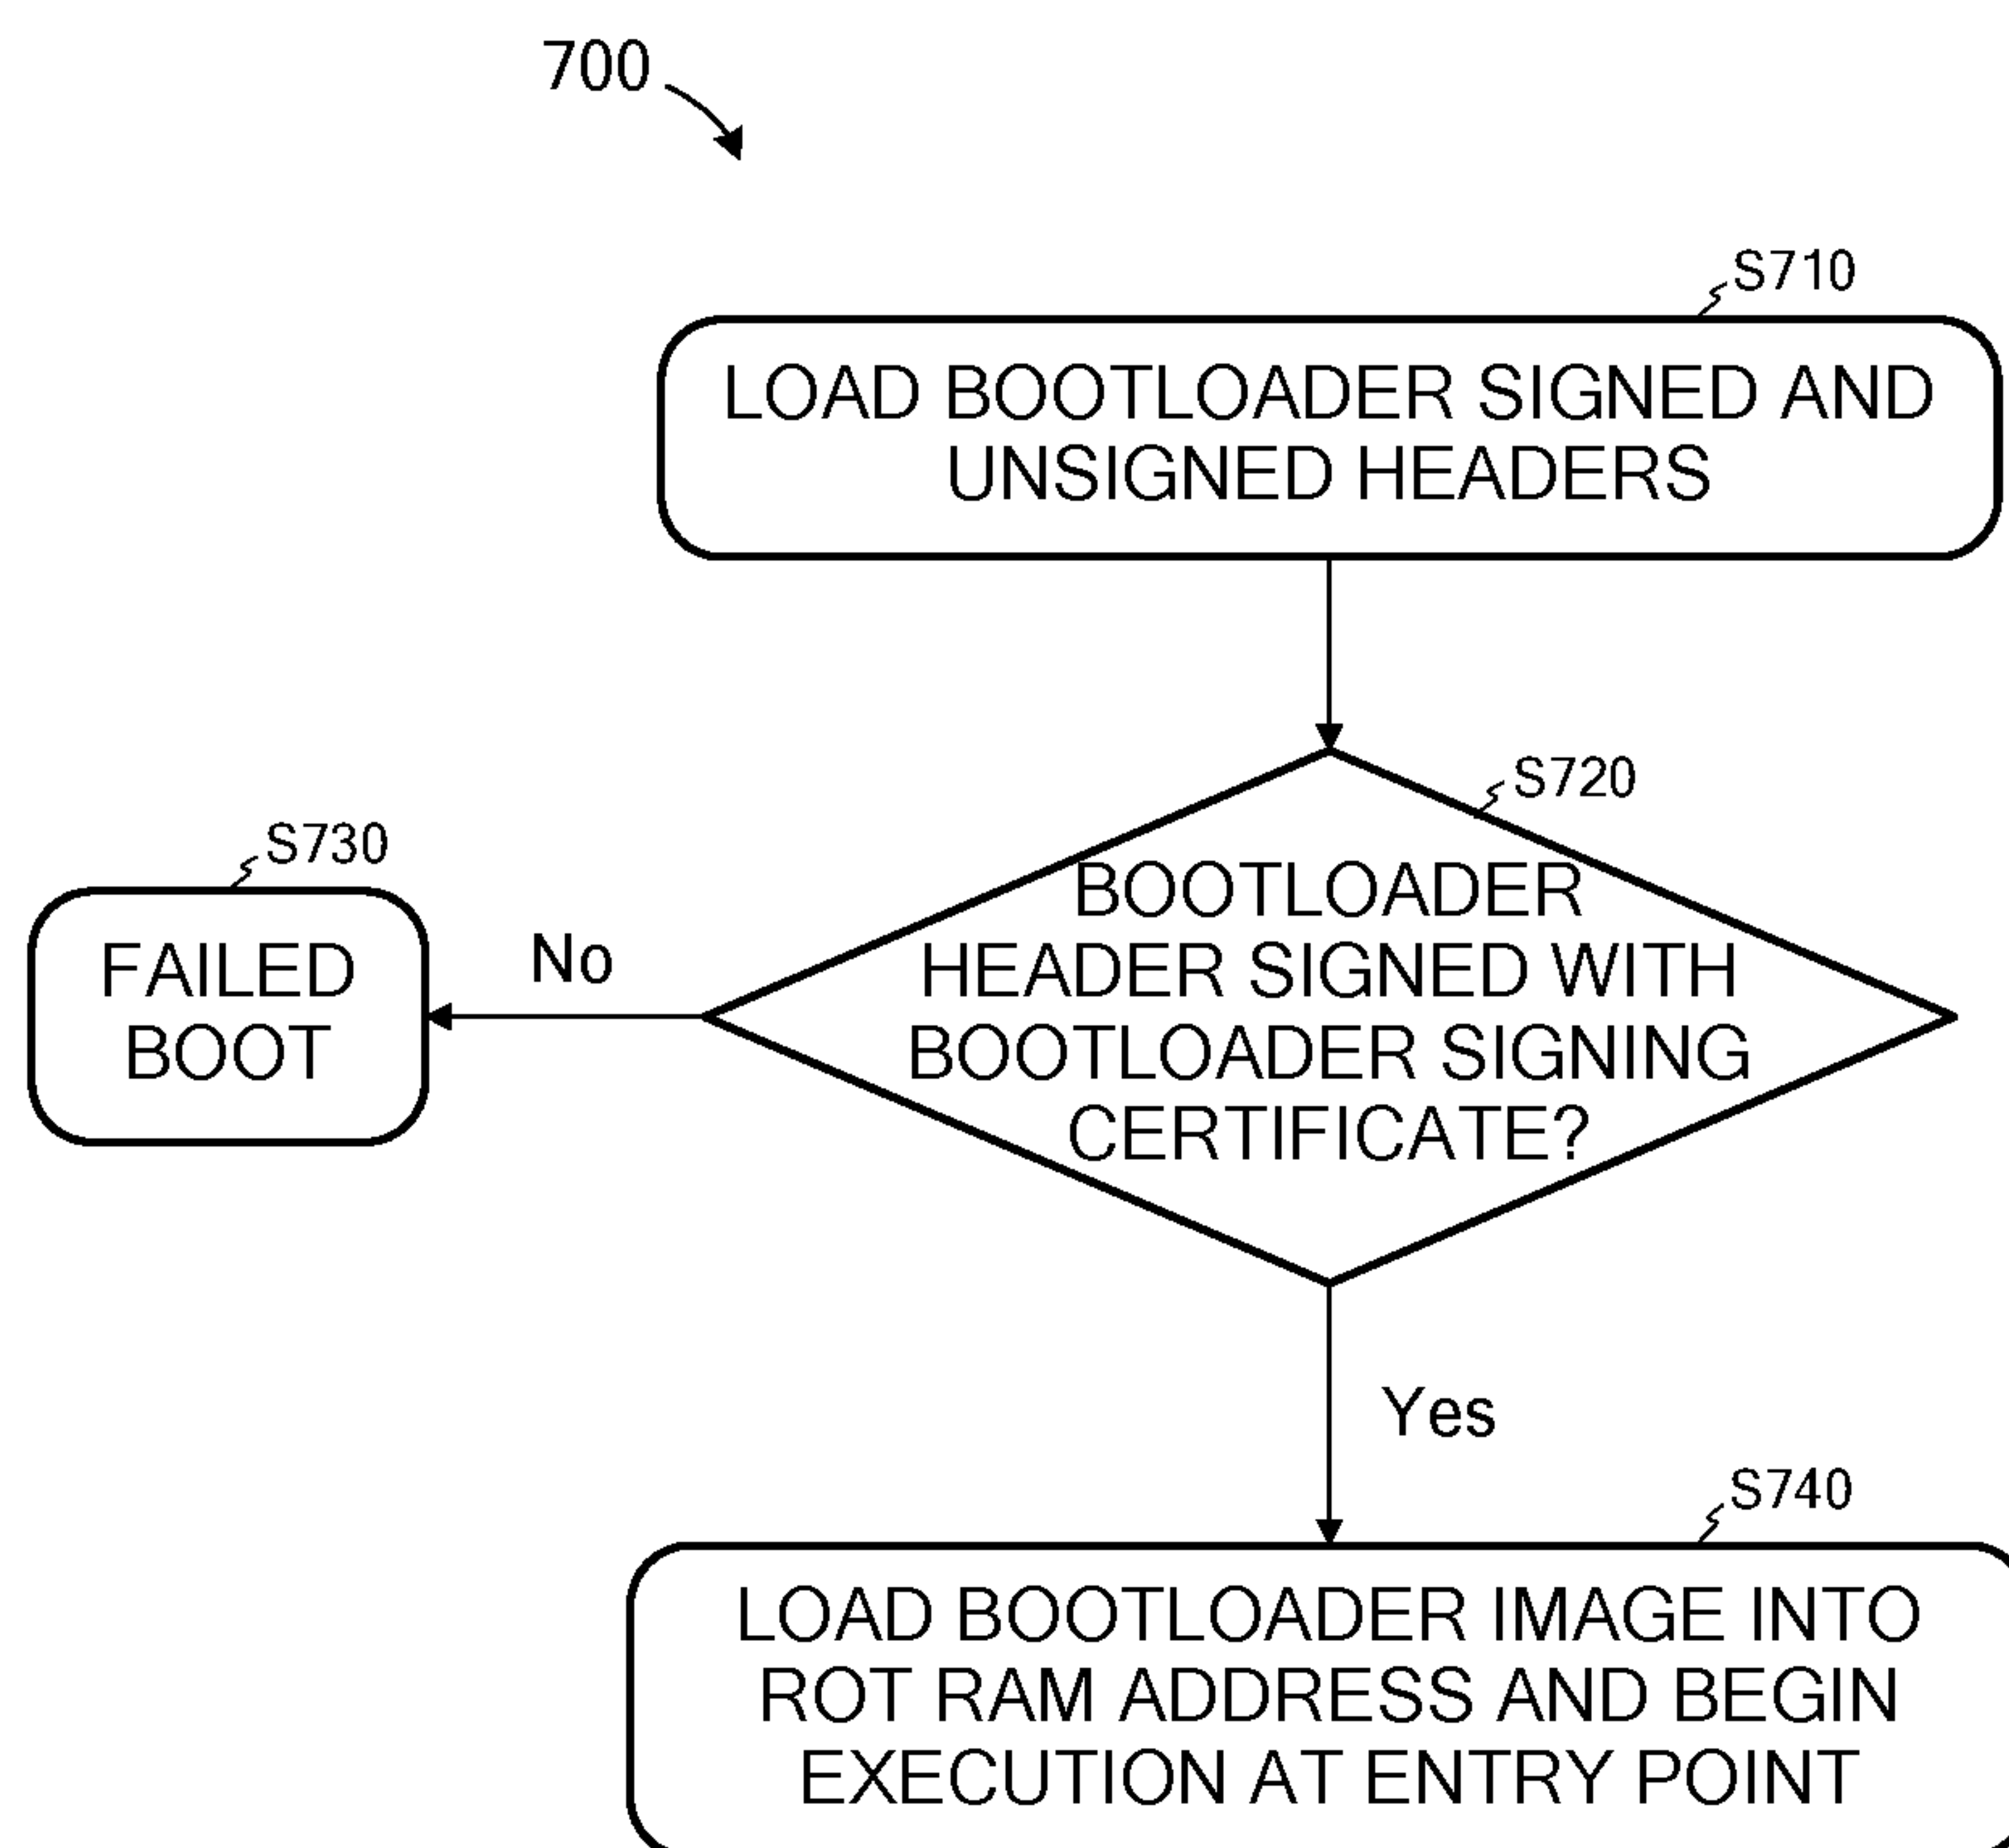 700
S710
LOAD BOOTLOADER SIGNED AND
UNSIGNED HEADERS
S720
BOOTLOADER
HEADER SIGNED WITH
BOOTLOADER SIGNING
CERTIFICATE?
S730
FAILED
BOOT
No
Yes
S740
LOAD BOOTLOADER IMAGE INTO
ROT RAM ADDRESS AND BEGIN
EXECUTION AT ENTRY POINT